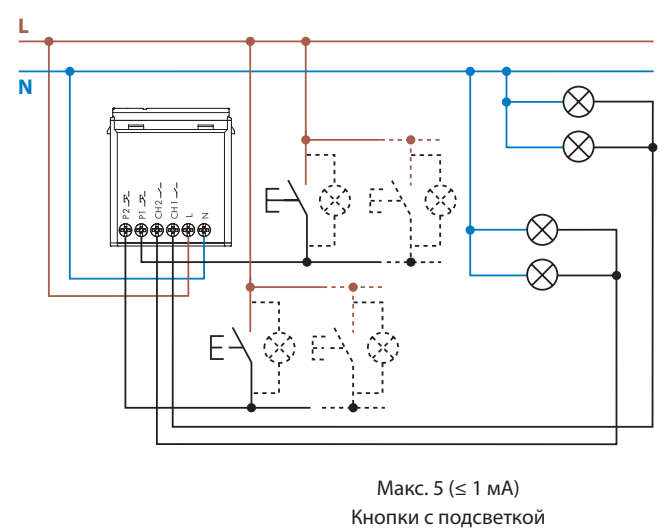 L
N
P2
P1
CH2
CH1
L
N
Макс. 5 (≤ 1 мА)
Кнопки с подсветкой